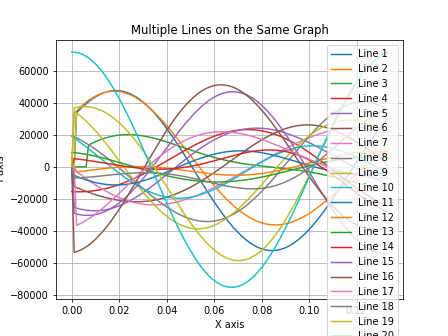 Multiple Lines on the Same Graph
80000
60000
40000
20000
0
−20000
−40000
−60000
−80000
0.00
0.02
0.04
0.06
0.08
0.10
X axis
Line 1
Line 2
Line 3
Line 4
Line 5
Line 6
Line 7
Line 8
Line 9
Line 10
Line 11
Line 12
Line 13
Line 14
Line 15
Line 16
Line 17
Line 18
Line 19
Line 20